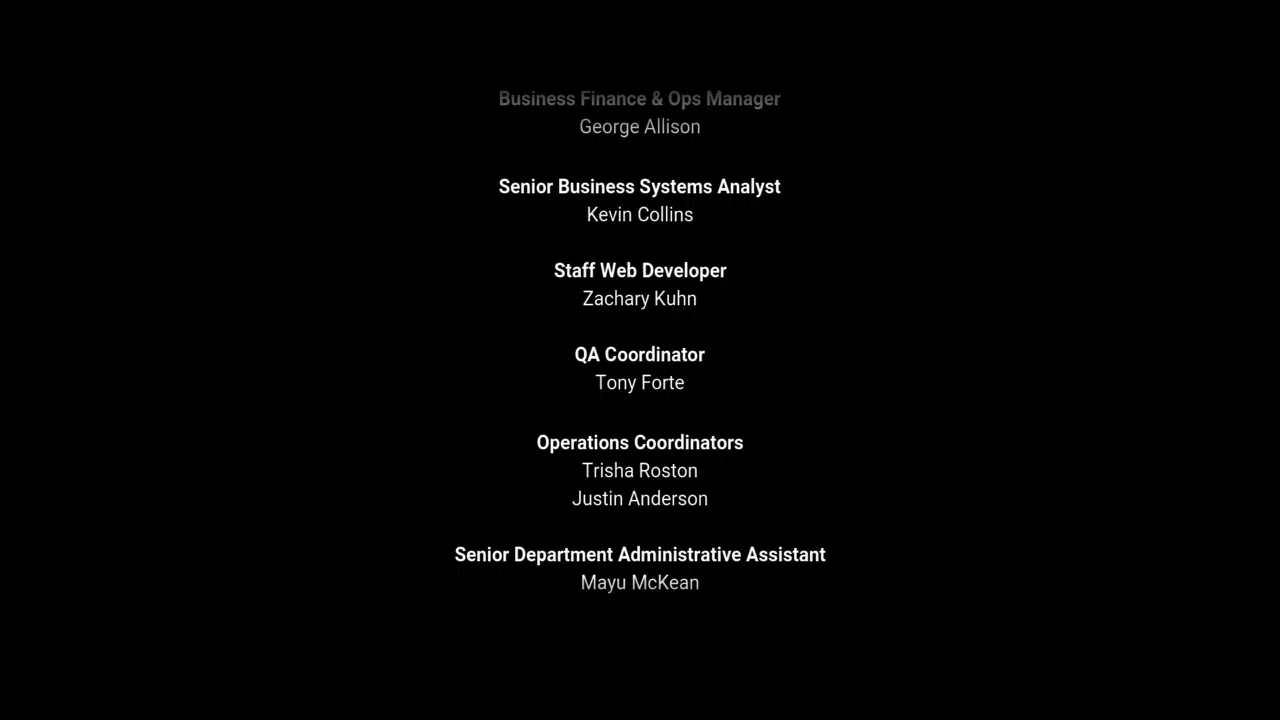 Business Finance & Ops Manager
George Allison
Senior Business Systems Analyst
Kevin Collins
Staff Web Developer
Zachary Kuhn
QA Coordinator
Tony Forte
Operations Coordinators
Trisha Roston
Justin Anderson
Senior Department Administrative Assistant
Mayu McKean